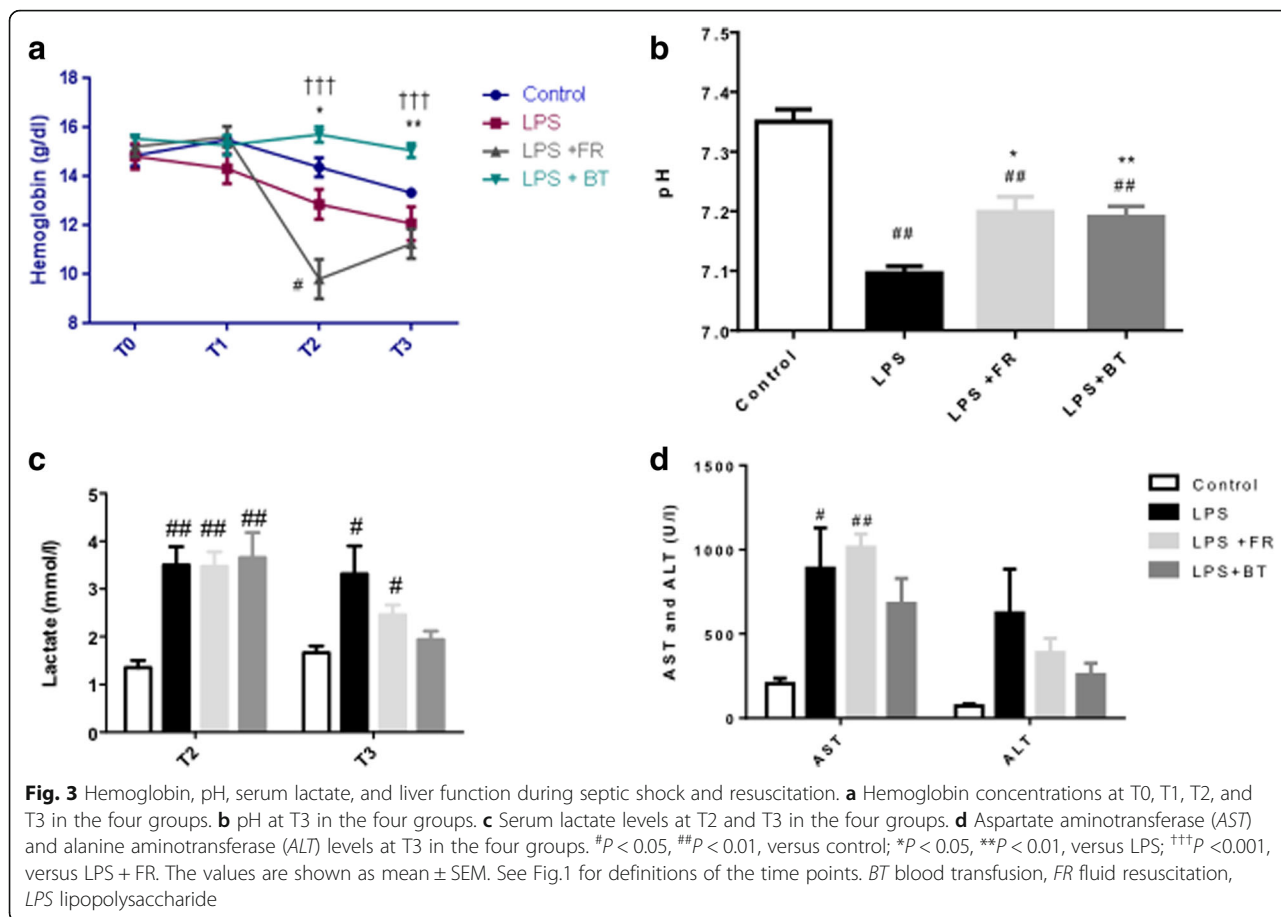 a
18
16
14
12
10
8
Hemoglobin (g/dl)
T0
T1
T2
T3
†††
*
†††
**
#
Control
LPS
LPS +FR
LPS + BT
b
7.5
7.4
7.3
7.2
7.1
7.0
pH
##
*
##
**
##
Control
LPS
LPS +FR
LPS+BT
c
5
4
3
2
1
0
Lactate (mmol/l)
##
##
##
#
#
T2
T3
d
1500
1000
500
0
AST and ALT (U/l)
#
##
AST
ALT
Control
LPS
LPS +FR
LPS+BT
Fig. 3 Hemoglobin, pH, serum lactate, and liver function during septic shock and resuscitation. a Hemoglobin concentrations at T0, T1, T2, and
T3 in the four groups. b pH at T3 in the four groups. c Serum lactate levels at T2 and T3 in the four groups. d Aspartate aminotransferase (AST)
and alanine aminotransferase (ALT) levels at T3 in the four groups. #P < 0.05, ##P < 0.01, versus control; *P < 0.05, **P < 0.01, versus LPS; †††P <0.001,
versus LPS + FR. The values are shown as mean ± SEM. See Fig.1 for definitions of the time points. BT blood transfusion, FR fluid resuscitation,
LPS lipopolysaccharide